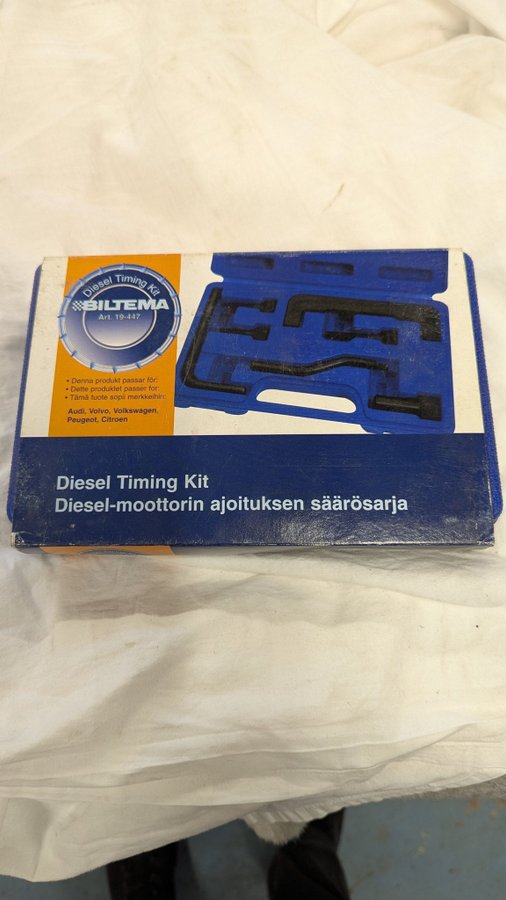 Diesel Timing Kit
BILTEMA
Art. 19-447
• Denna produkt passar för:
• Dette produktet passer for:
• Tämä tuote sopii merkkeihin:
Audi, Volvo, Volkswagen,
Peugeot, Citroen
Diesel Timing Kit
Diesel-moottorin ajoituksen säärösarja